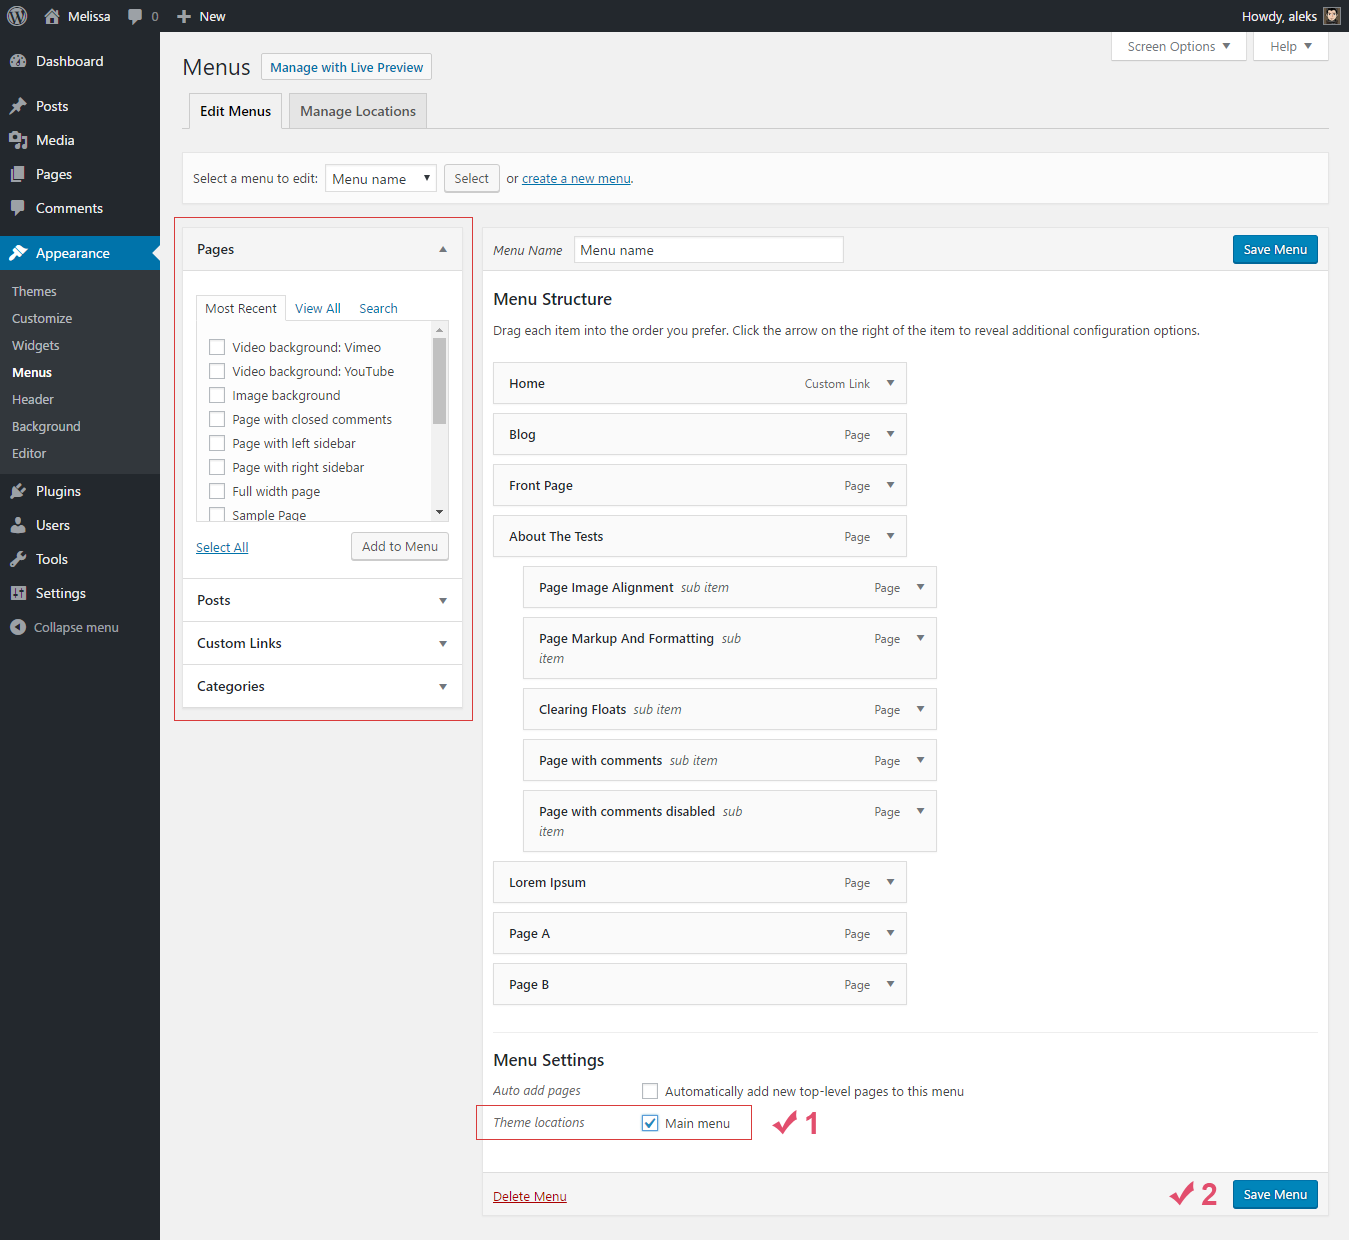 Melissa 0 New Howdy, aleks
Dashboard
Posts
Media
Pages
Comments
Appearance
Themes
Customize
Widgets
Menus
Header
Background
Editor
Plugins
Users
Tools
Settings
Collapse menu
Screen Options Help
Menus Manage with Live Preview
Edit Menus Manage Locations
Select a menu to edit: Menu name Select or create a new menu.
Pages
Most Recent View All Search
Video background: Vimeo
Video background: YouTube
Image background
Page with closed comments
Page with left sidebar
Page with right sidebar
Full width page
Sample Page
Select All Add to Menu
Posts
Custom Links
Categories
Menu Name Menu name Save Menu
Menu Structure
Drag each item into the order you prefer. Click the arrow on the right of the item to reveal additional configuration options.
Home Custom Link
Blog Page
Front Page Page
About The Tests Page
Page Image Alignment sub item Page
Page Markup And Formatting sub Page
item
Clearing Floats sub item Page
Page with comments sub item Page
Page with comments disabled sub Page
item
Lorem Ipsum Page
Page A Page
Page B Page
Menu Settings
Auto add pages Automatically add new top-level pages to this menu
Theme locations Main menu 1
Delete Menu 2 Save Menu